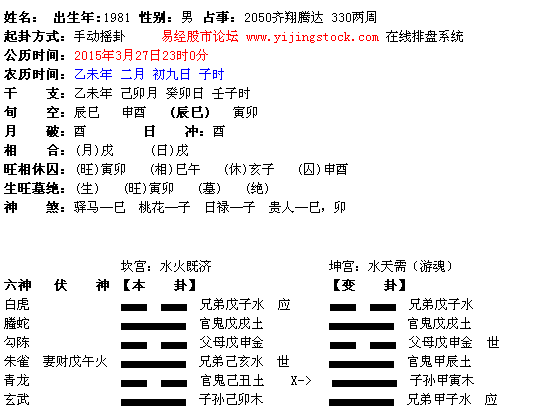 姓名: 出生年:1981 性别: 男 占事: 2050齐翔腾达 330两周
起卦方式: 手动摇卦 易经股市论坛 www.yijingstock.com 在线排盘系统
公历时间: 2015年3月27日23时0分
农历时间: 乙未年 二月 初九日 子时
干 支: 乙未年 己卯月 癸卯日 壬子时
旬 空: 辰巳 申酉 (辰巳) 寅卯
月 破: 酉 日 冲: 酉
相 合: (月)戌 (日)戌
旺相休囚: (旺)寅卯 (相)巳午 (休)亥子 (囚)申酉
生旺墓绝: (生) (旺)寅卯 (墓) (绝)
神 煞: 驿马—巳 桃花—子 日禄—子 贵人—巳, 卯
坎宫: 水火既济 坤宫: 水天需(游魂)
六神 伏 神 【本 卦】 【变 卦】
白虎 兄弟戊子水 应 兄弟戊子水
螣蛇 官鬼戊戌土 官鬼戊戌土
勾陈 父母戊申金 父母戊申金 世
朱雀 妻财戊午火 兄弟己亥水 世 官鬼甲辰土
青龙 官鬼己丑土 X-> 子孙甲寅木
玄武 子孙己卯木 兄弟甲子水 应